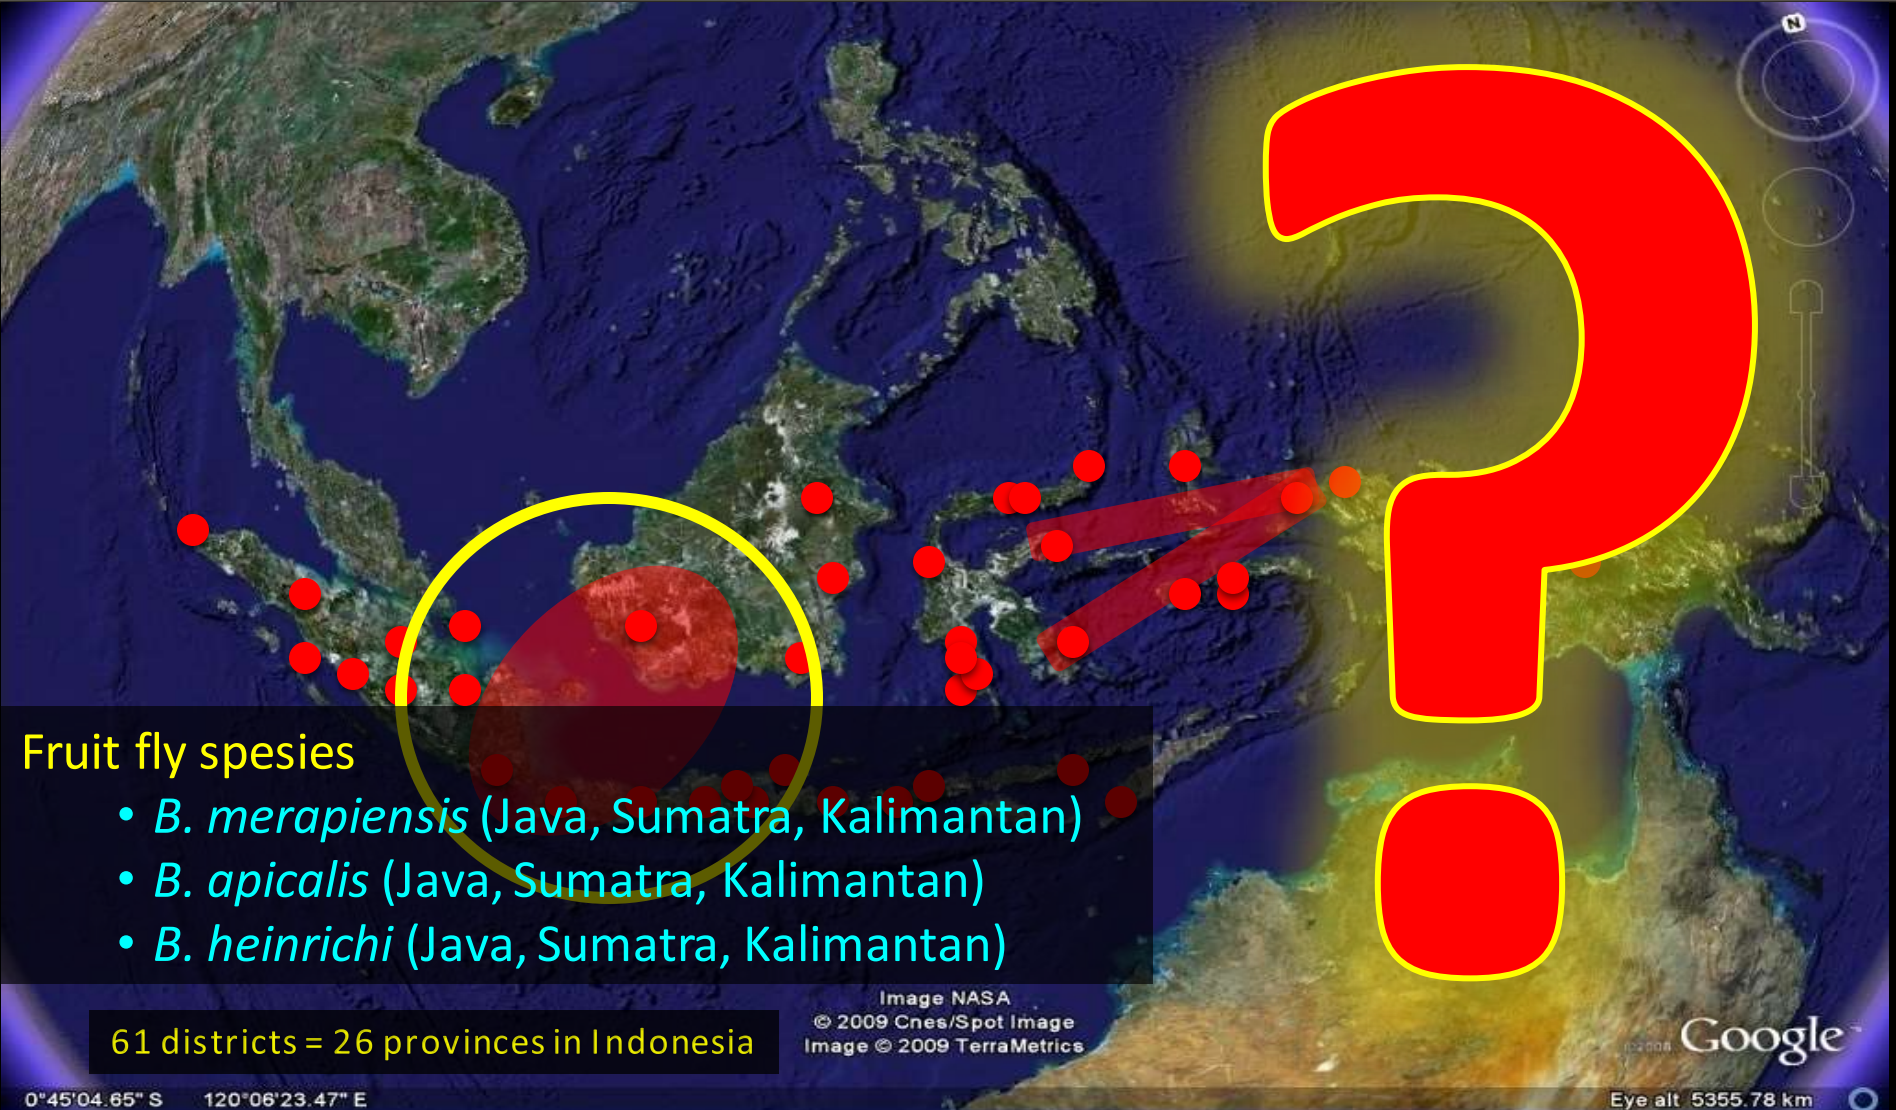 N
?
Fruit fly spesies
• B. merapiensis (Java, Sumatra, Kalimantan)
• B. apicalis (Java, Sumatra, Kalimantan)
• B. heinrichi (Java, Sumatra, Kalimantan)
61 districts = 26 provinces in Indonesia
Image NASA
© 2009 Cnes/Spot Image
Image © 2009 TerraMetrics
©2008 Google™
0°45'04.65" S 120°06'23.47" E
Eye alt 5355.78 km